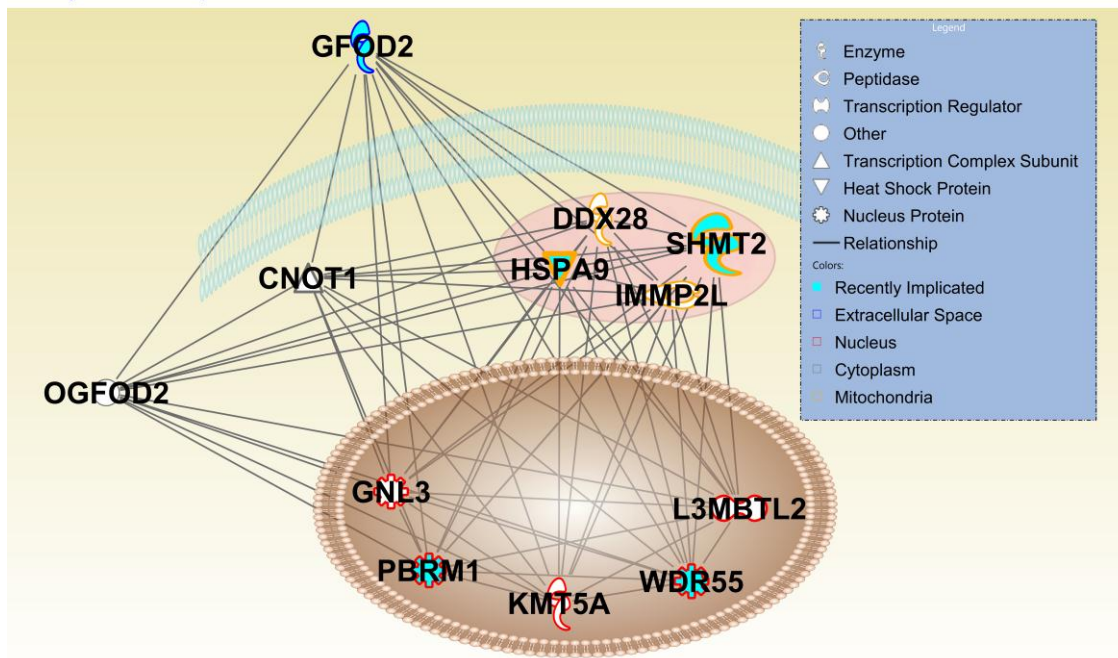 GFOD2
DDX28
SHMT2
HSPA9
CNOT1
IMMP2L
OGFOD2
GNL3
L3MBTL2
PBRM1
WDR55
KMT5A
Legend
Enzyme
Peptidase
Transcription Regulator
Other
Transcription Complex Subunit
Heat Shock Protein
Nucleus Protein
Relationship
Colors:
Recently Implicated
Extracellular Space
Nucleus
Cytoplasm
Mitochondria